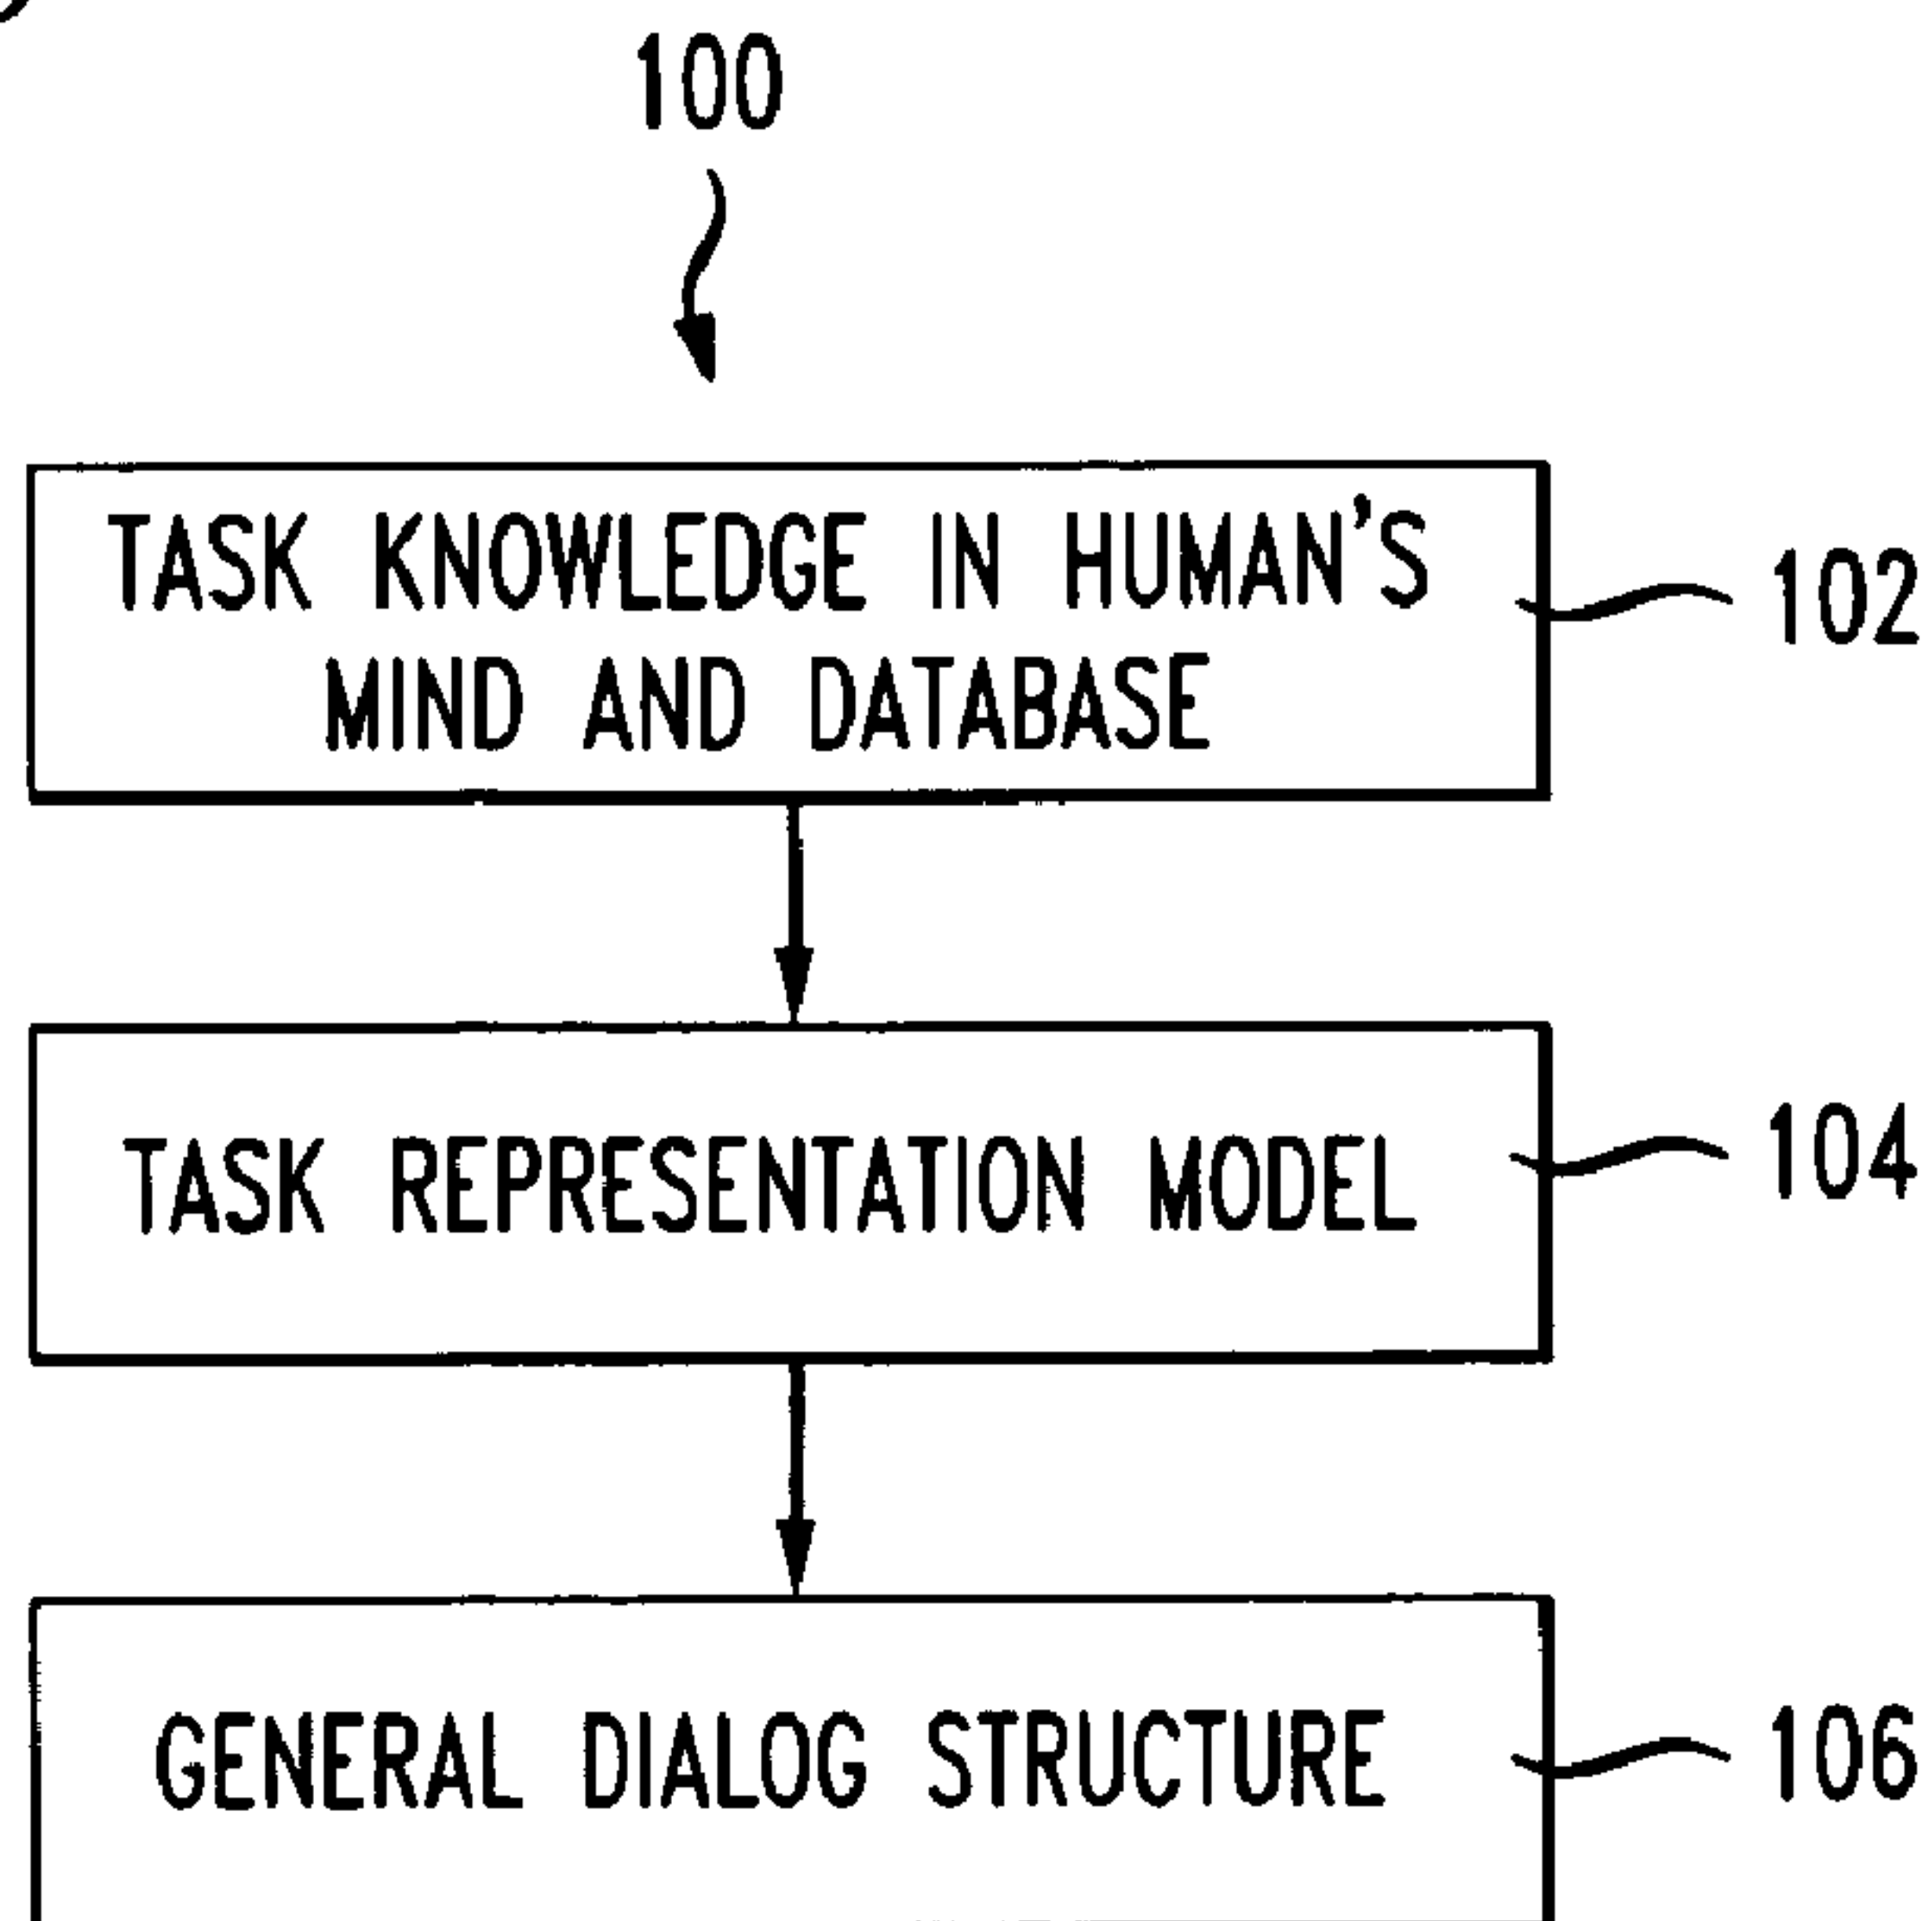 100
TASK KNOWLEDGE IN HUMAN'S
MIND AND DATABASE
102
TASK REPRESENTATION MODEL
104
GENERAL DIALOG STRUCTURE
106